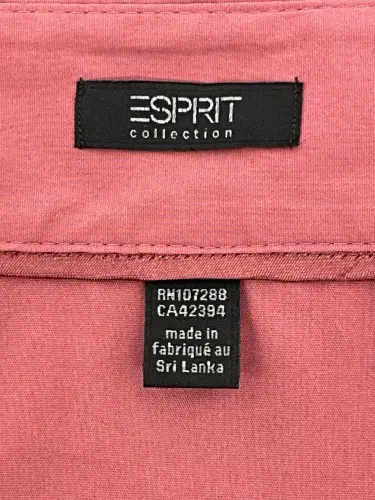 ESPRIT
collection
RN107288
CA42394
made in
fabriqué au
Sri Lanka